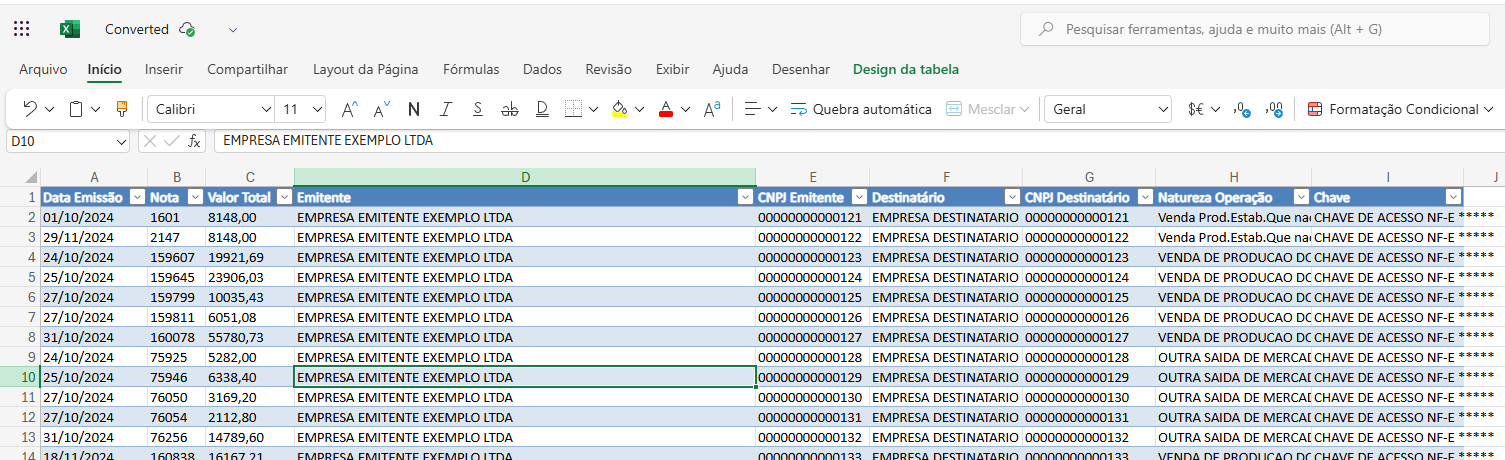 Converted
Pesquisar ferramentas, ajuda e muito mais (Alt + G)
Arquivo Início Inserir Compartilhar Layout da Página Fórmulas Dados Revisão Exibir Ajuda Desenhar Design da tabela
Calibri 11 A A N I S ab D A Aª Quebra automática Mesclar Geral $€ ,0 ,00 Formatação Condicional
D10 fx EMPRESA EMITENTE EXEMPLO LTDA
A B C D E F G H I J
1 Data Emissão Nota Valor Total Emitente CNPJ Emitente Destinatário CNPJ Destinatário Natureza Operação Chave
2 01/10/2024 1601 8148,00 EMPRESA EMITENTE EXEMPLO LTDA 00000000000121 EMPRESA DESTINATARIO 00000000000121 Venda Prod.Estab.Que nac CHAVE DE ACESSO NF-E *****
3 29/11/2024 2147 8148,00 EMPRESA EMITENTE EXEMPLO LTDA 00000000000122 EMPRESA DESTINATARIO 00000000000122 Venda Prod.Estab.Que nac CHAVE DE ACESSO NF-E *****
4 24/10/2024 159607 19921,69 EMPRESA EMITENTE EXEMPLO LTDA 00000000000123 EMPRESA DESTINATARIO 00000000000123 VENDA DE PRODUCAO DO CHAVE DE ACESSO NF-E *****
5 25/10/2024 159645 23906,03 EMPRESA EMITENTE EXEMPLO LTDA 00000000000124 EMPRESA DESTINATARIO 00000000000124 VENDA DE PRODUCAO DO CHAVE DE ACESSO NF-E *****
6 27/10/2024 159799 10035,43 EMPRESA EMITENTE EXEMPLO LTDA 00000000000125 EMPRESA DESTINATARIO 00000000000125 VENDA DE PRODUCAO DO CHAVE DE ACESSO NF-E *****
7 27/10/2024 159811 6051,08 EMPRESA EMITENTE EXEMPLO LTDA 00000000000126 EMPRESA DESTINATARIO 00000000000126 VENDA DE PRODUCAO DO CHAVE DE ACESSO NF-E *****
8 31/10/2024 160078 55780,73 EMPRESA EMITENTE EXEMPLO LTDA 00000000000127 EMPRESA DESTINATARIO 00000000000127 VENDA DE PRODUCAO DO CHAVE DE ACESSO NF-E *****
9 24/10/2024 75925 5282,00 EMPRESA EMITENTE EXEMPLO LTDA 00000000000128 EMPRESA DESTINATARIO 00000000000128 OUTRA SAIDA DE MERCAD CHAVE DE ACESSO NF-E *****
10 25/10/2024 75946 6338,40 EMPRESA EMITENTE EXEMPLO LTDA 00000000000129 EMPRESA DESTINATARIO 00000000000129 OUTRA SAIDA DE MERCAD CHAVE DE ACESSO NF-E *****
11 27/10/2024 76050 3169,20 EMPRESA EMITENTE EXEMPLO LTDA 00000000000130 EMPRESA DESTINATARIO 00000000000130 OUTRA SAIDA DE MERCAD CHAVE DE ACESSO NF-E *****
12 27/10/2024 76054 2112,80 EMPRESA EMITENTE EXEMPLO LTDA 00000000000131 EMPRESA DESTINATARIO 00000000000131 OUTRA SAIDA DE MERCAD CHAVE DE ACESSO NF-E *****
13 31/10/2024 76256 14789,60 EMPRESA EMITENTE EXEMPLO LTDA 00000000000132 EMPRESA DESTINATARIO 00000000000132 OUTRA SAIDA DE MERCAD CHAVE DE ACESSO NF-E *****
14 18/11/2024 160838 16167,21 EMPRESA EMITENTE EXEMPLO LTDA 00000000000133 EMPRESA DESTINATARIO 00000000000133 VENDA DE PRODUCAO DO CHAVE DE ACESSO NF-E *****